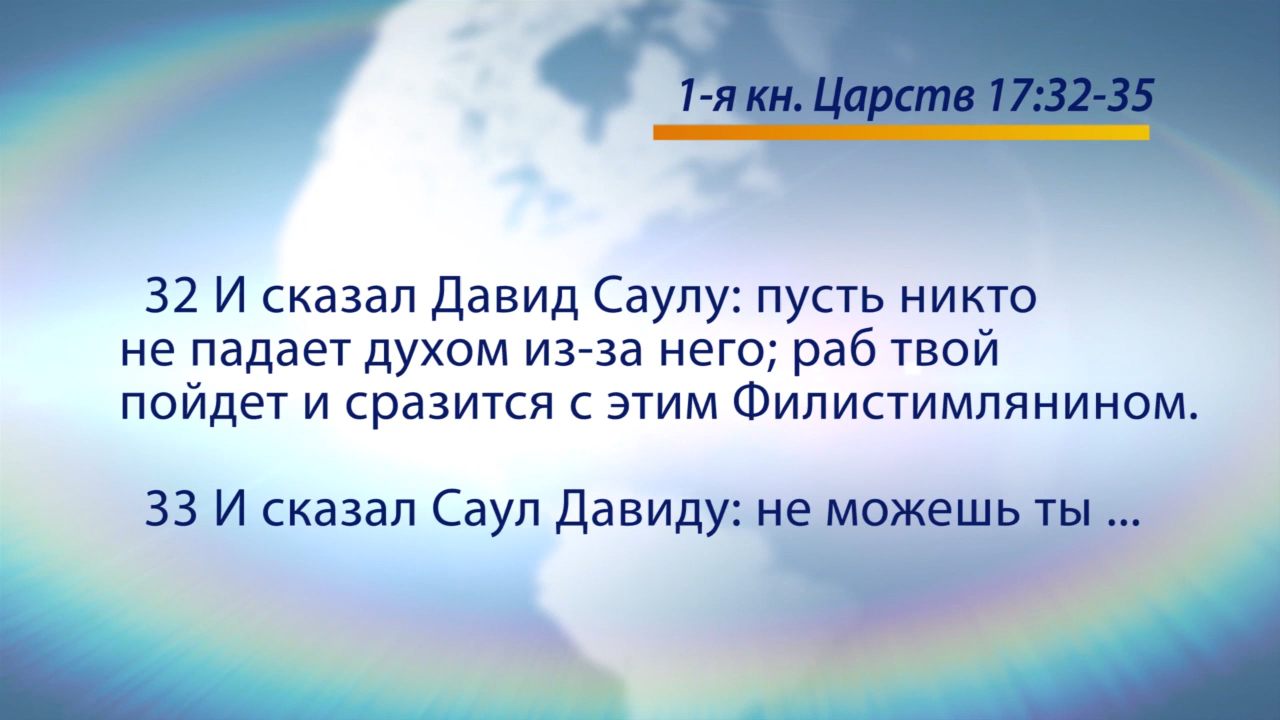 1-я кн. Царств 17:32-35
32 И сказал Давид Саулу: пусть никто
не падает духом из-за него; раб твой
пойдет и сразится с этим Филистимлянином.
33 И сказал Саул Давиду: не можешь ты ...